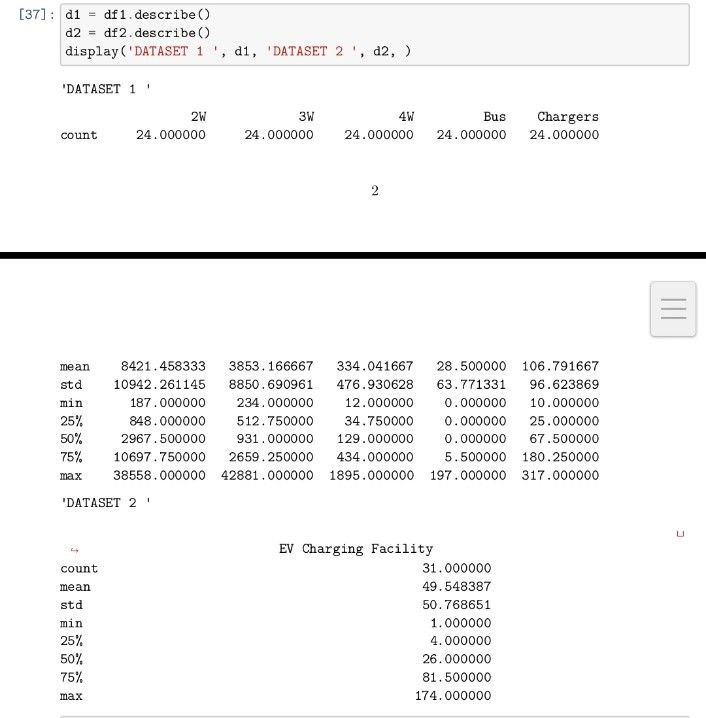 [37]: d1 = df1.describe()
d2 = df2.describe()
display('DATASET 1 ', d1, 'DATASET 2 ', d2, )
'DATASET 1 '
2W 3W 4W Bus Chargers
count 24.000000 24.000000 24.000000 24.000000 24.000000
2
mean 8421.458333 3853.166667 334.041667 28.500000 106.791667
std 10942.261145 8850.690961 476.930628 63.771331 96.623869
min 187.000000 234.000000 12.000000 0.000000 10.000000
25% 848.000000 512.750000 34.750000 0.000000 25.000000
50% 2967.500000 931.000000 129.000000 0.000000 67.500000
75% 10697.750000 2659.250000 434.000000 5.500000 180.250000
max 38558.000000 42881.000000 1895.000000 197.000000 317.000000
'DATASET 2 '
␣
↪ EV Charging Facility
count 31.000000
mean 49.548387
std 50.768651
min 1.000000
25% 4.000000
50% 26.000000
75% 81.500000
max 174.000000